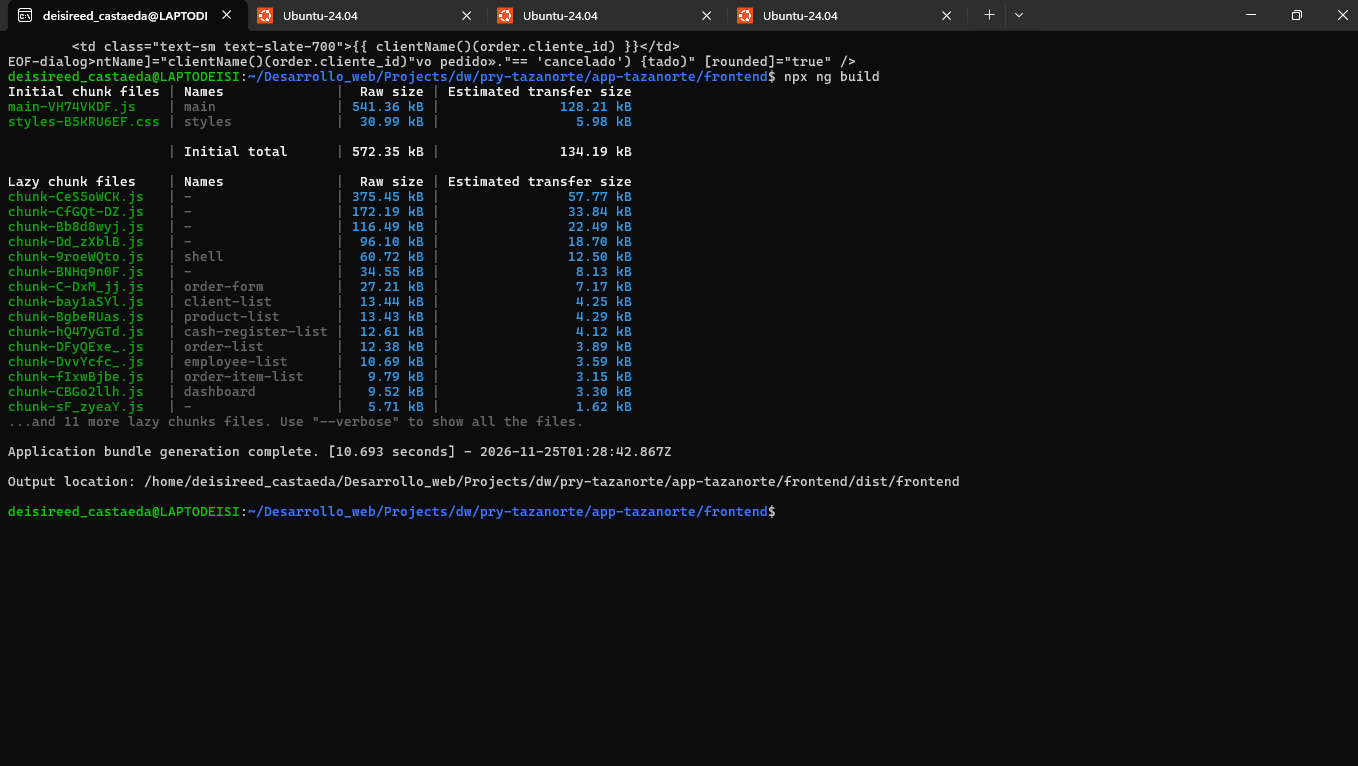 deisireed_castaeda@LAPTODI
Ubuntu-24.04
Ubuntu-24.04
Ubuntu-24.04
<td class="text-sm text-slate-700">{{ clientName()(order.cliente_id) }}</td>
EOF-dialog>ntName]="clientName()(order.cliente_id)"vo pedido»."== 'cancelado') {tado)" [rounded]="true" />
deisireed_castaeda@LAPTODEISI:~/Desarrollo_web/Projects/dw/pry-tazanorte/app-tazanorte/frontend$ npx ng build
Initial chunk files | Names | Raw size | Estimated transfer size
main-VH74VKDF.js | main | 541.36 kB | 128.21 kB
styles-B5KRU6EF.css | styles | 30.99 kB | 5.98 kB
| Initial total | 572.35 kB | 134.19 kB
Lazy chunk files | Names | Raw size | Estimated transfer size
chunk-CeS5oWCK.js | - | 375.45 kB | 57.77 kB
chunk-CfGQt-DZ.js | - | 172.19 kB | 33.84 kB
chunk-Bb8d8wyj.js | - | 116.49 kB | 22.49 kB
chunk-Dd_zXblB.js | - | 96.10 kB | 18.70 kB
chunk-9roeWQto.js | shell | 60.72 kB | 12.50 kB
chunk-BNHq9n0F.js | - | 34.55 kB | 8.13 kB
chunk-C-DxM_jj.js | order-form | 27.21 kB | 7.17 kB
chunk-bay1aSYl.js | client-list | 13.44 kB | 4.25 kB
chunk-BgbeRUas.js | product-list | 13.43 kB | 4.29 kB
chunk-hQ47yGTd.js | cash-register-list | 12.61 kB | 4.12 kB
chunk-DFyQExe_.js | order-list | 12.38 kB | 3.89 kB
chunk-DvvYcfc_.js | employee-list | 10.69 kB | 3.59 kB
chunk-fIxwBjbe.js | order-item-list | 9.79 kB | 3.15 kB
chunk-CBGo2llh.js | dashboard | 9.52 kB | 3.30 kB
chunk-sF_zyeaY.js | - | 5.71 kB | 1.62 kB
...and 11 more lazy chunks files. Use "--verbose" to show all the files.
Application bundle generation complete. [10.693 seconds] - 2026-11-25T01:28:42.867Z
Output location: /home/deisireed_castaeda/Desarrollo_web/Projects/dw/pry-tazanorte/app-tazanorte/frontend/dist/frontend
deisireed_castaeda@LAPTODEISI:~/Desarrollo_web/Projects/dw/pry-tazanorte/app-tazanorte/frontend$